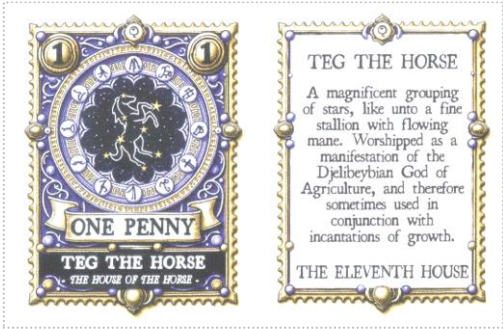 1 1
ONE PENNY
TEG THE HORSE
· THE HOUSE OF THE HORSE ·
TEG THE HORSE
A magnificent grouping
of stars, like unto a fine
stallion with flowing
mane. Worshipped as a
manifestation of the
Djelibeybian God of
Agriculture, and therefore
sometimes used in
conjunction with
incantations of growth.
THE ELEVENTH HOUSE